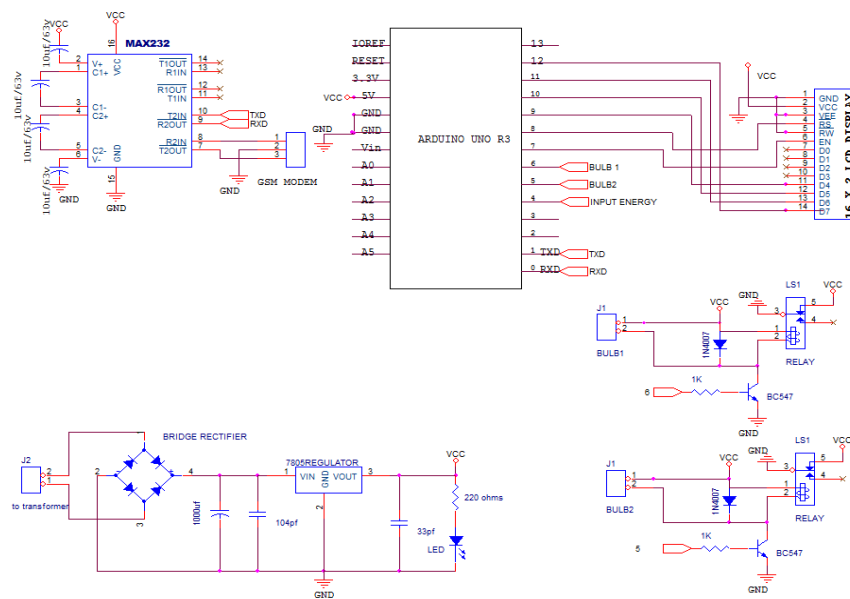 VCC
VCC
10uf/63v
MAX232
16
2 V+
1 C1+
VCC
T1OUT 14
R1IN 13
R1OUT 12
T1IN 11
10uf/63v
3 C1-
4 C2+
T2IN 10 TXD
R2OUT 9 RXD
10uf/63v
5 C2-
6 V-
GND
R2IN 8
T2OUT 7
15
10uf/63v
GND
GND
1
2
3
GND
GSM MODEM
ARDUINO UNO R3
IOREF
RESET
3.3V
VCC 5V
GND
GND
GND
Vin
A0
A1
A2
A3
A4
A5
13
12
11
10
9
8
7
6 BULB 1
5 BULB2
4 INPUT ENERGY
3
2
1 TXD TXD
0 RXD RXD
VCC
GND
1 GND
2 VCC
3 VEE
4 RS
5 RW
6 EN
7 D0
8 D1
9 D2
10 D3
11 D4
12 D5
13 D6
14 D7
16 X 2 LCD DISPLAY
J1
1
2
BULB1
VCC
1N4007
GND
LS1
VCC
3
5
4
1
2
RELAY
6
1K
BC547
GND
J1
1
2
BULB2
VCC
1N4007
GND
LS1
VCC
3
5
4
1
2
RELAY
5
1K
BC547
GND
J2
2
1
to transformer
BRIDGE RECTIFIER
1
2
-
+
4
3
1000uf
104pf
7805REGULATOR
1 VIN
GND
VOUT 3
2
33pf
VCC
220 ohms
LED
GND